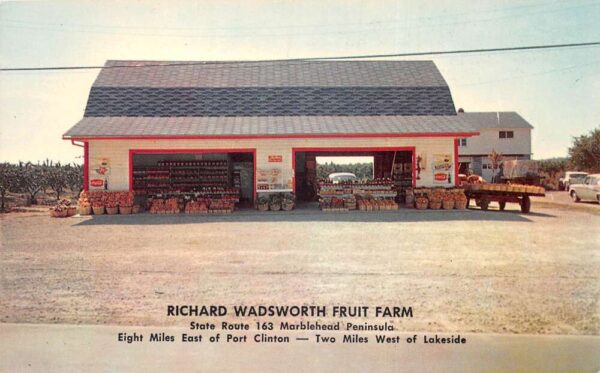 RICHARD WADSWORTH FRUIT FARM
State Route 163 Marblehead Peninsula
Eight Miles East of Port Clinton — Two Miles West of Lakeside